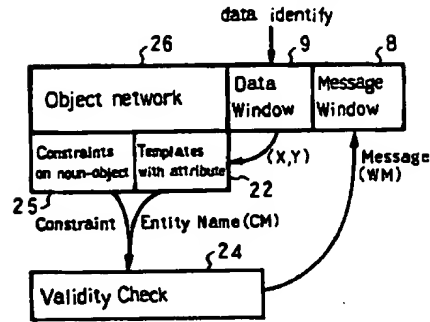 data identify
26
9
8
Object network
Data
Window
Message
Window
Constraints
on noun-object
Templates
with attribute
(X,Y)
22
Message
(WM)
25
Constraint
Entity Name(CM)
24
Validity Check